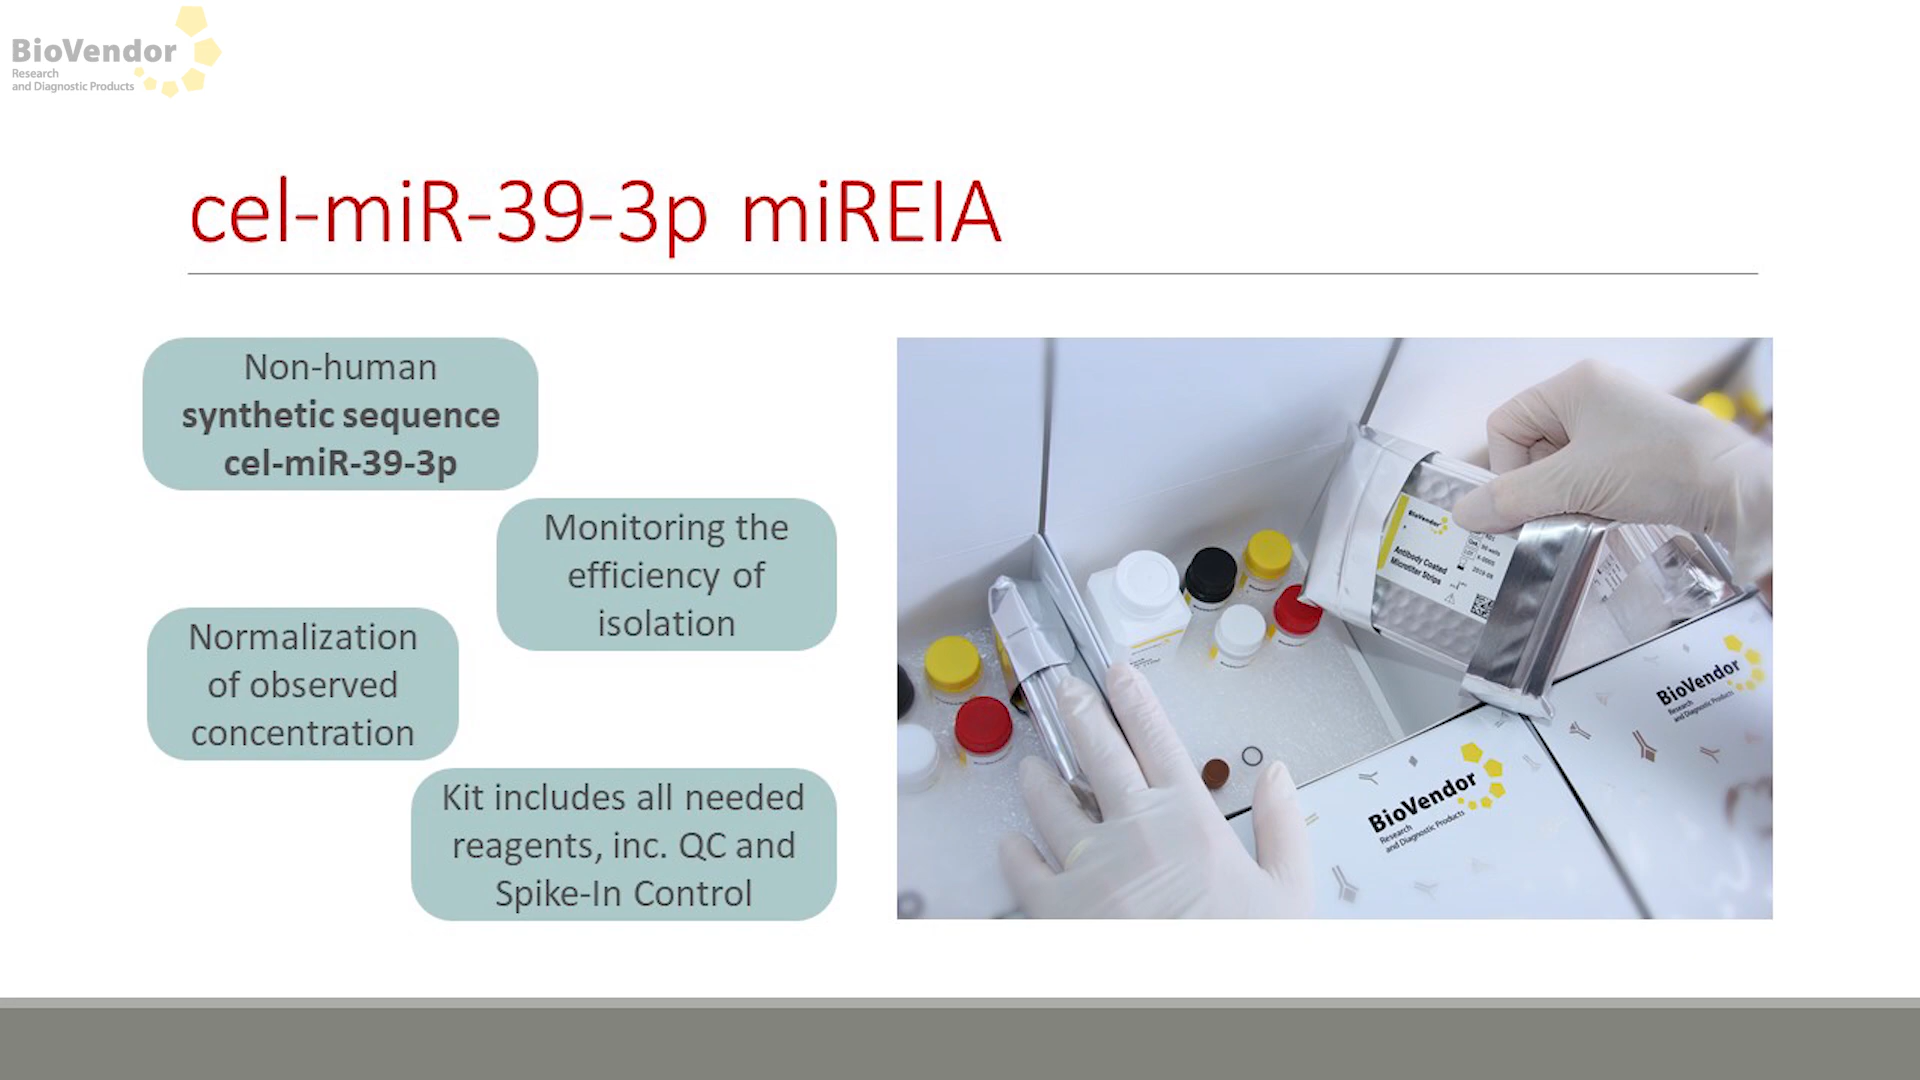 BioVendor
Research
and Diagnostic Products
cel-miR-39-3p miREIA
Non-human
synthetic sequence
cel-miR-39-3p
Monitoring the
efficiency of
isolation
Normalization
of observed
concentration
Kit includes all needed
reagents, inc. QC and
Spike-In Control
BioVendor
Antibody Coated
Microtiter Strips
BioVendor
Research
and Diagnostic Products
BioVendor
Research
and Diagnostic Products